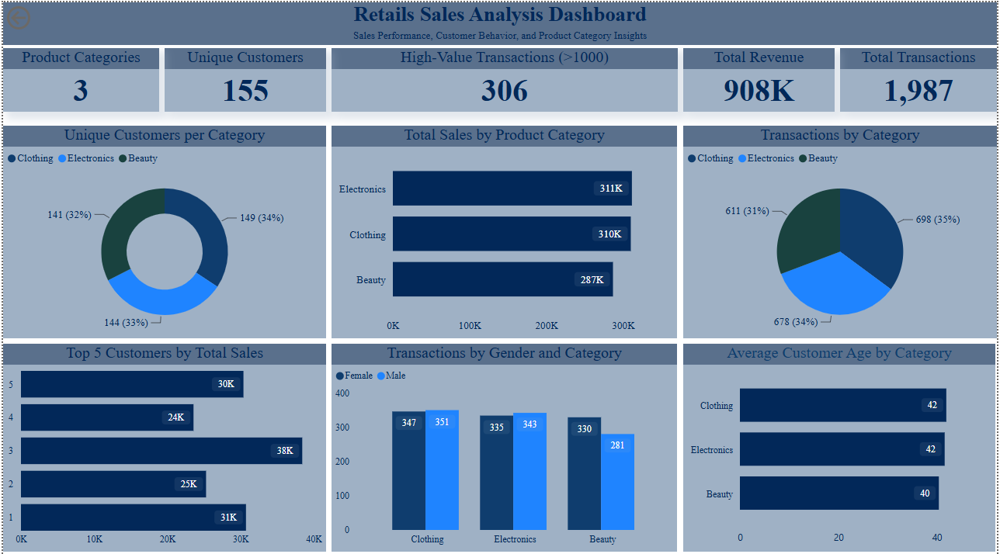 Retails Sales Analysis Dashboard
Sales Performance, Customer Behavior, and Product Category Insights
Product Categories
3
Unique Customers
155
High-Value Transactions (>1000)
306
Total Revenue
908K
Total Transactions
1,987
Unique Customers per Category
Clothing Electronics Beauty
141 (32%)
149 (34%)
144 (33%)
Total Sales by Product Category
Electronics 311K
Clothing 310K
Beauty 287K
0K 100K 200K 300K
Transactions by Category
Clothing Electronics Beauty
611 (31%)
698 (35%)
678 (34%)
Top 5 Customers by Total Sales
5 30K
4 24K
3 38K
2 25K
1 31K
0K 10K 20K 30K 40K
Transactions by Gender and Category
Female Male
400
300
200
100
0
347 351 335 343 330 281
Clothing Electronics Beauty
Average Customer Age by Category
Clothing 42
Electronics 42
Beauty 40
0 20 40